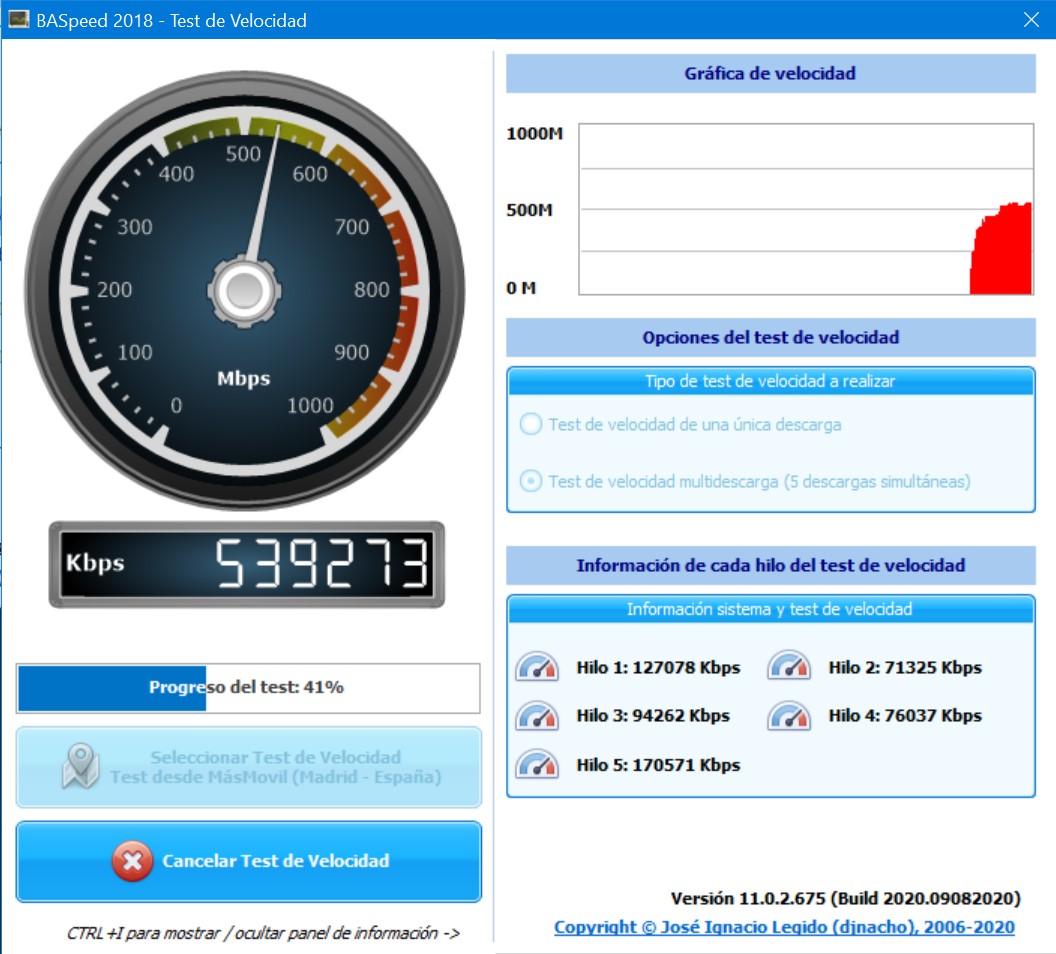 BASpeed 2018 - Test de Velocidad
0
100
200
300
400
500
600
700
800
900
1000
Mbps
Kbps 539273
Progreso del test: 41%
Seleccionar Test de Velocidad
Test desde MásMovil (Madrid - España)
Cancelar Test de Velocidad
CTRL+I para mostrar / ocultar panel de información ->
Gráfica de velocidad
1000M
500M
0 M
Opciones del test de velocidad
Tipo de test de velocidad a realizar
Test de velocidad de una única descarga
Test de velocidad multidescarga (5 descargas simultáneas)
Información de cada hilo del test de velocidad
Información sistema y test de velocidad
Hilo 1: 127078 Kbps
Hilo 2: 71325 Kbps
Hilo 3: 94262 Kbps
Hilo 4: 76037 Kbps
Hilo 5: 170571 Kbps
Versión 11.0.2.675 (Build 2020.09082020)
Copyright © José Ignacio Legido (djnacho), 2006-2020